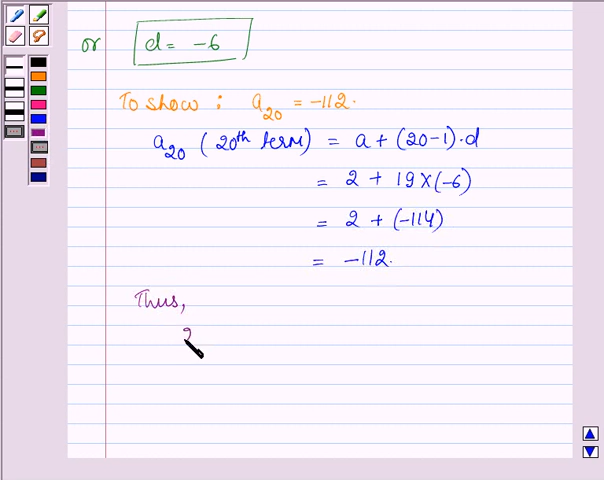 or d = -6
To show : a20 = -112.
a20 (20th term) = a + (20-1).d
= 2 + 19×(-6)
= 2 + (-114)
= -112.
Thus,